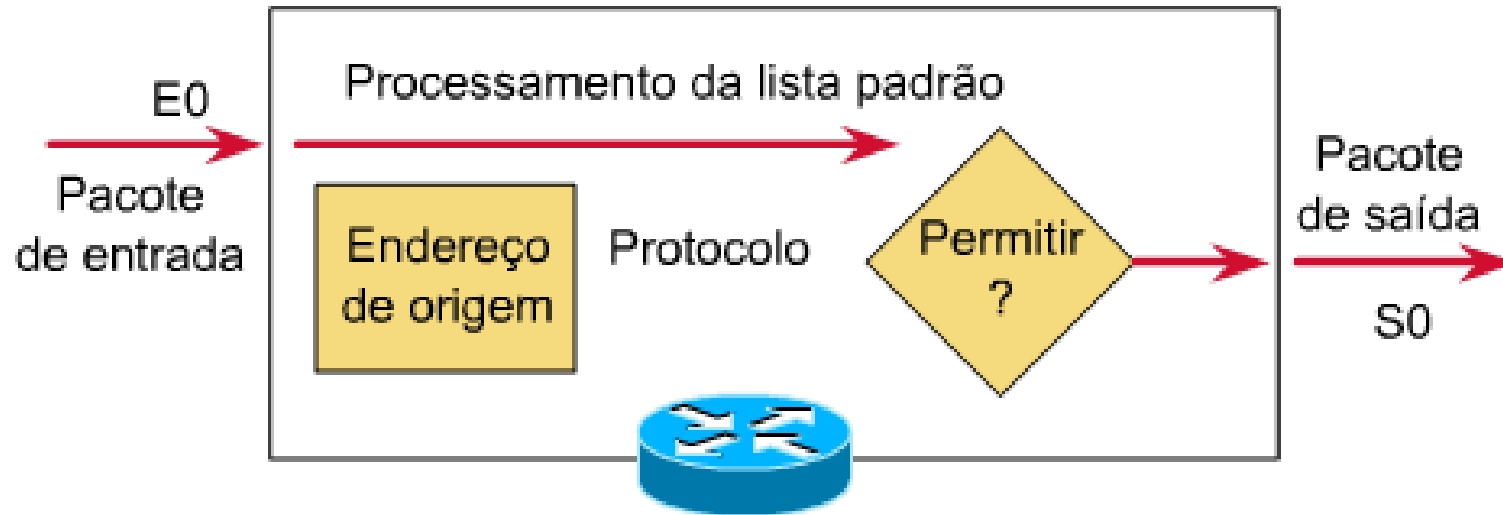 E0
Pacote
de entrada
Processamento da lista padrão
Endereço
de origem
Protocolo
Permitir
?
Pacote
de saída
S0